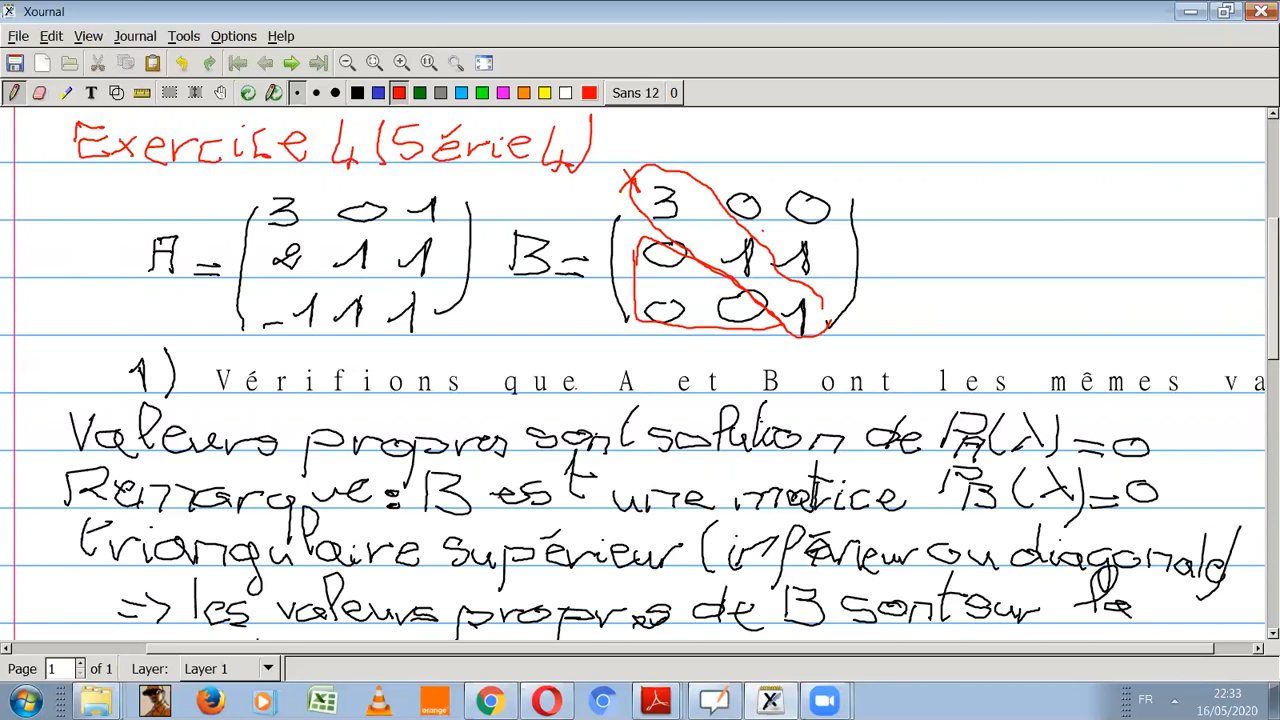 Xournal
File Edit View Journal Tools Options Help
Sans 12 0
Exercice 4 (Série 4)
A = ( 3 0 1 B = ( 3 0 0
2 1 1 0 1 1
-1 1 1 ) 0 0 1 )
1) Vérifions que A et B ont les mêmes va
Valeurs propres sont solution de PA(λ)=0
Remarque : B est une matrice PB(λ)=0
triangulaire supérieur (inférieur ou diagonale)
=> les valeurs propres de B sont sur la
Page 1 of 1 Layer: Layer 1
FR 22:33
16/05/2020